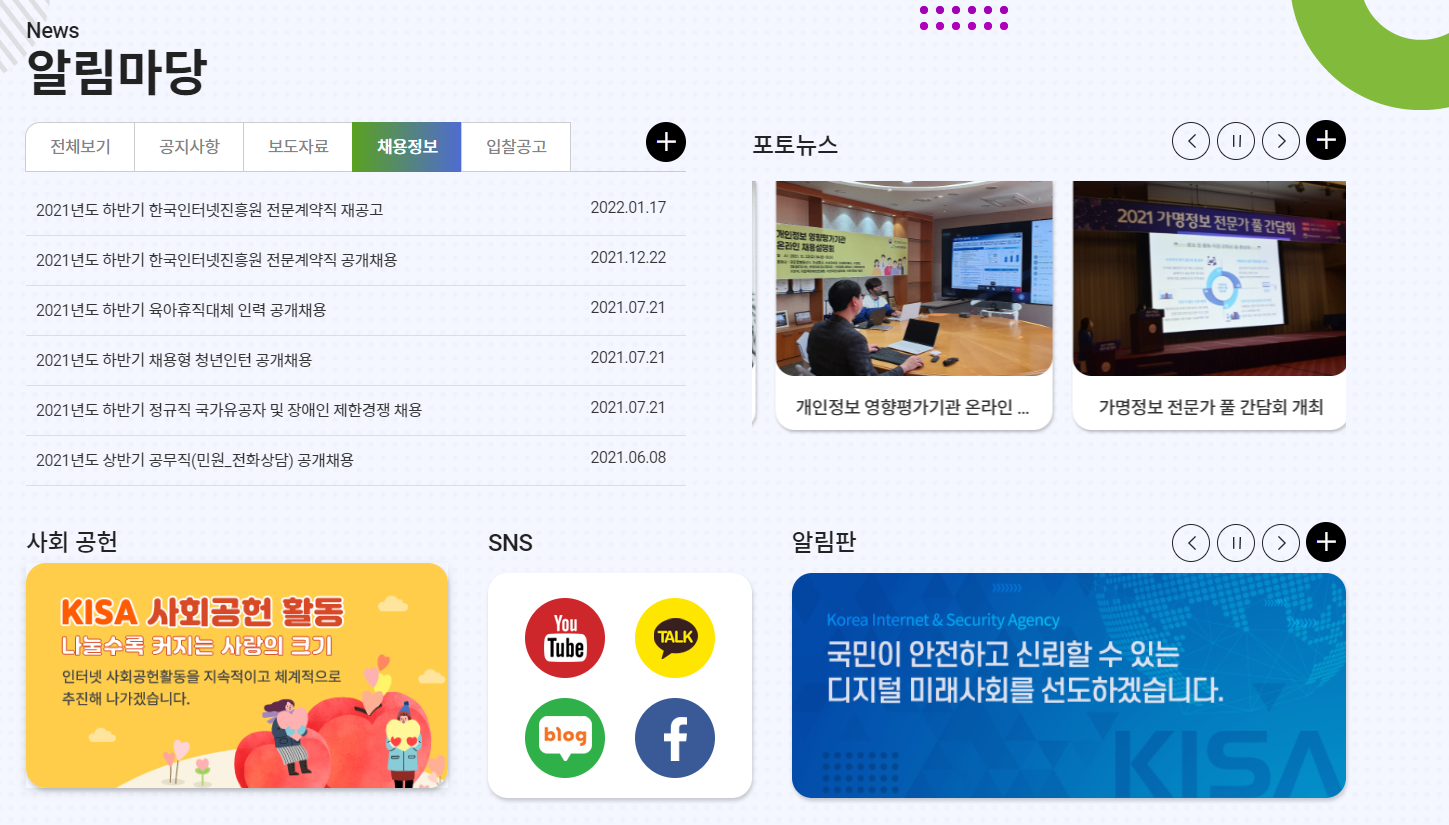 News
알림마당
전체보기
공지사항
보도자료
채용정보
입찰공고
2021년도 하반기 한국인터넷진흥원 전문계약직 재공고
2022.01.17
2021년도 하반기 한국인터넷진흥원 전문계약직 공개채용
2021.12.22
2021년도 하반기 육아휴직대체 인력 공개채용
2021.07.21
2021년도 하반기 채용형 청년인턴 공개채용
2021.07.21
2021년도 하반기 정규직 국가유공자 및 장애인 제한경쟁 채용
2021.07.21
2021년도 상반기 공무직(민원_전화상담) 공개채용
2021.06.08
포토뉴스
개인정보 영향평가기관
온라인 채용설명회
개인정보 영향평가기관 온라인 ...
2021 가명정보 전문가 풀 간담회
가명정보 전문가 풀 간담회 개최
사회 공헌
KISA 사회공헌 활동
나눌수록 커지는 사랑의 크기
인터넷 사회공헌활동을 지속적이고 체계적으로
추진해 나가겠습니다.
SNS
You
Tube
TALK
blog
f
알림판
Korea Internet & Security Agency
국민이 안전하고 신뢰할 수 있는
디지털 미래사회를 선도하겠습니다.
KISA